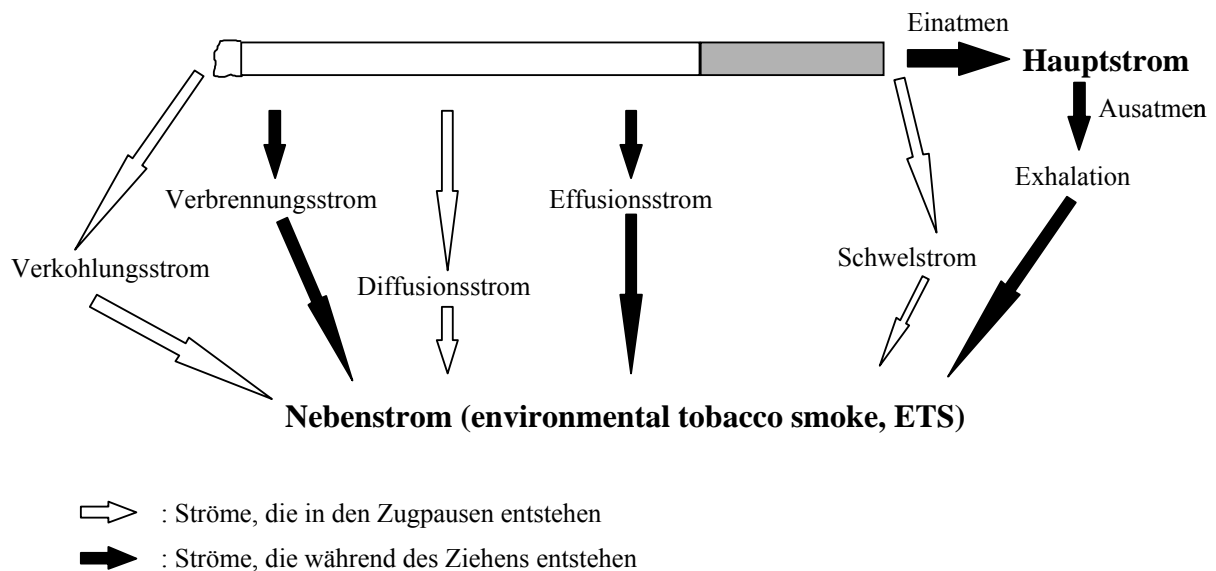 Einatmen
Hauptstrom
Ausatmen
Verbrennungsstrom
Effusionsstrom
Exhalation
Verkohlungsstrom
Diffusionsstrom
Schwelstrom
Nebenstrom (environmental tobacco smoke, ETS)
: Ströme, die in den Zugpausen entstehen
: Ströme, die während des Ziehens entstehen